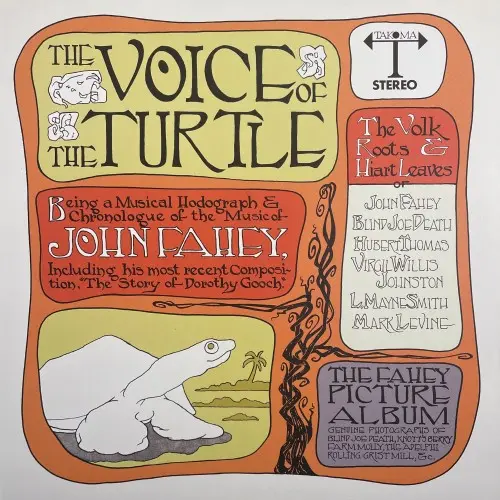 THE VOICE OF
THE TURTLE
TAKOMA
T
STEREO
Being a Musical Hodograph &
Chronologue of the Music of
JOHN FAHEY,
Including his most recent Composi-
tion, "The Story of Dorothy Gooch"
The Volk
Roots &
Hiart Leaves
OF
JOHN FAHEY
BLIND JOE DEATH
HUBERT THOMAS
VIRGIL WILLIS
JOHNSTON
L. MAYNE SMITH
MARK LEVINE
THE FAHEY
PICTURE
ALBUM
GENUINE PHOTOGRAPHS OF
BLIND JOE DEATH, KNOTT'S BERRY
FARM MOLLY, THE ADELPHI
ROLLING GRIST MILL, &c.